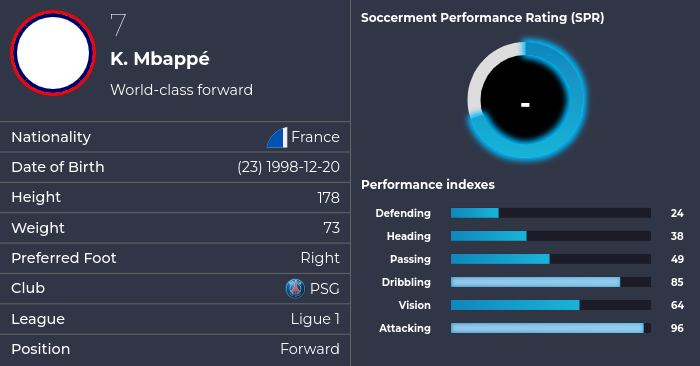 7
K. Mbappé
World-class forward
Nationality France
Date of Birth (23) 1998-12-20
Height 178
Weight 73
Preferred Foot Right
Club PSG
League Ligue 1
Position Forward
Soccerment Performance Rating (SPR)
-
Performance indexes
Defending 24
Heading 38
Passing 49
Dribbling 85
Vision 64
Attacking 96